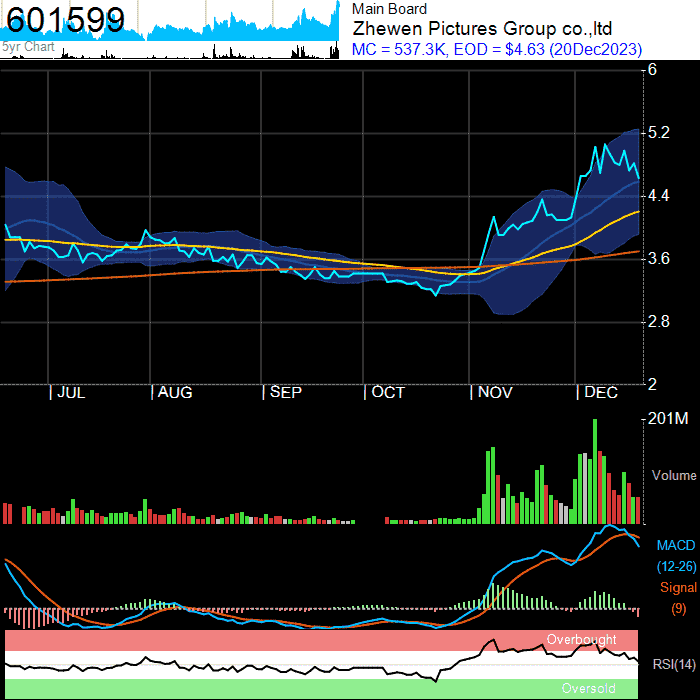 601599
5yr Chart
Main Board
Zhewen Pictures Group co.,ltd
MC = 537.3K, EOD = $4.63 (20Dec2023)
6
5.2
4.4
3.6
2.8
2
JUL AUG SEP OCT NOV DEC
201M
Volume
MACD
(12-26)
Signal
(9)
Overbought
RSI(14)
Oversold